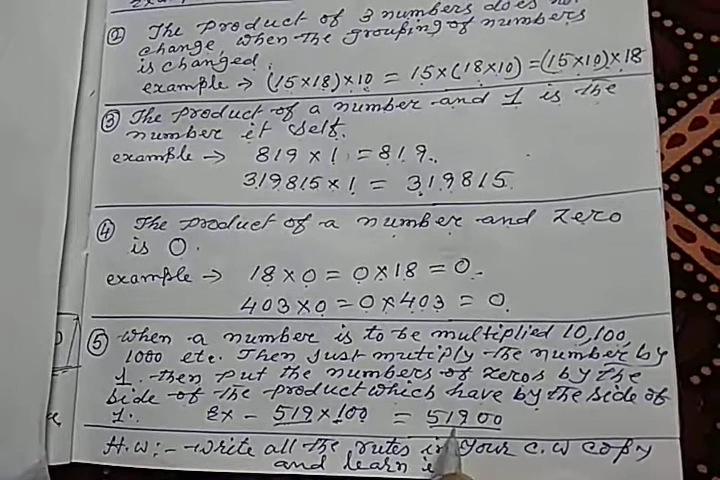 ② The product of 3 numbers does
change, when the grouping of numbers
is changed.
example → (15×18)×10 = 15×(18×10) = (15×10)×18
③ The product of a number and 1 is the
number it self.
example → 819 × 1 = 819.
319815 × 1 = 319815.
④ The product of a number and zero
is 0.
example → 18×0 = 0×18 = 0.
403×0 = 0×403 = 0.
⑤ When a number is to be multiplied 10,100,
1000 etc. Then just mutiply the number by
1. then put the numbers of zeros by the
side of the product which have by the side of
1. Ex - 519×100 = 51900
H.W:- write all the rules in your C.W copy
and learn